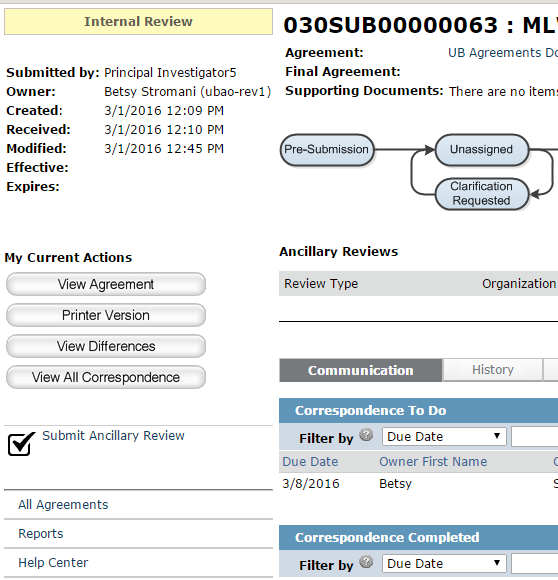 Internal Review
030SUB00000063 : ML
Submitted by: Principal Investigator5
Owner: Betsy Stromani (ubao-rev1)
Created: 3/1/2016 12:09 PM
Received: 3/1/2016 12:10 PM
Modified: 3/1/2016 12:45 PM
Effective:
Expires:
Agreement: UB Agreements
Final Agreement:
Supporting Documents: There are no items
Pre-Submission
Unassigned
Clarification
Requested
My Current Actions
View Agreement
Printer Version
View Differences
View All Correspondence
Submit Ancillary Review
All Agreements
Reports
Help Center
Ancillary Reviews
Review Type Organization
Communication History
Correspondence To Do
Filter by ? Due Date
Due Date Owner First Name
3/8/2016 Betsy
Correspondence Completed
Filter by ? Due Date